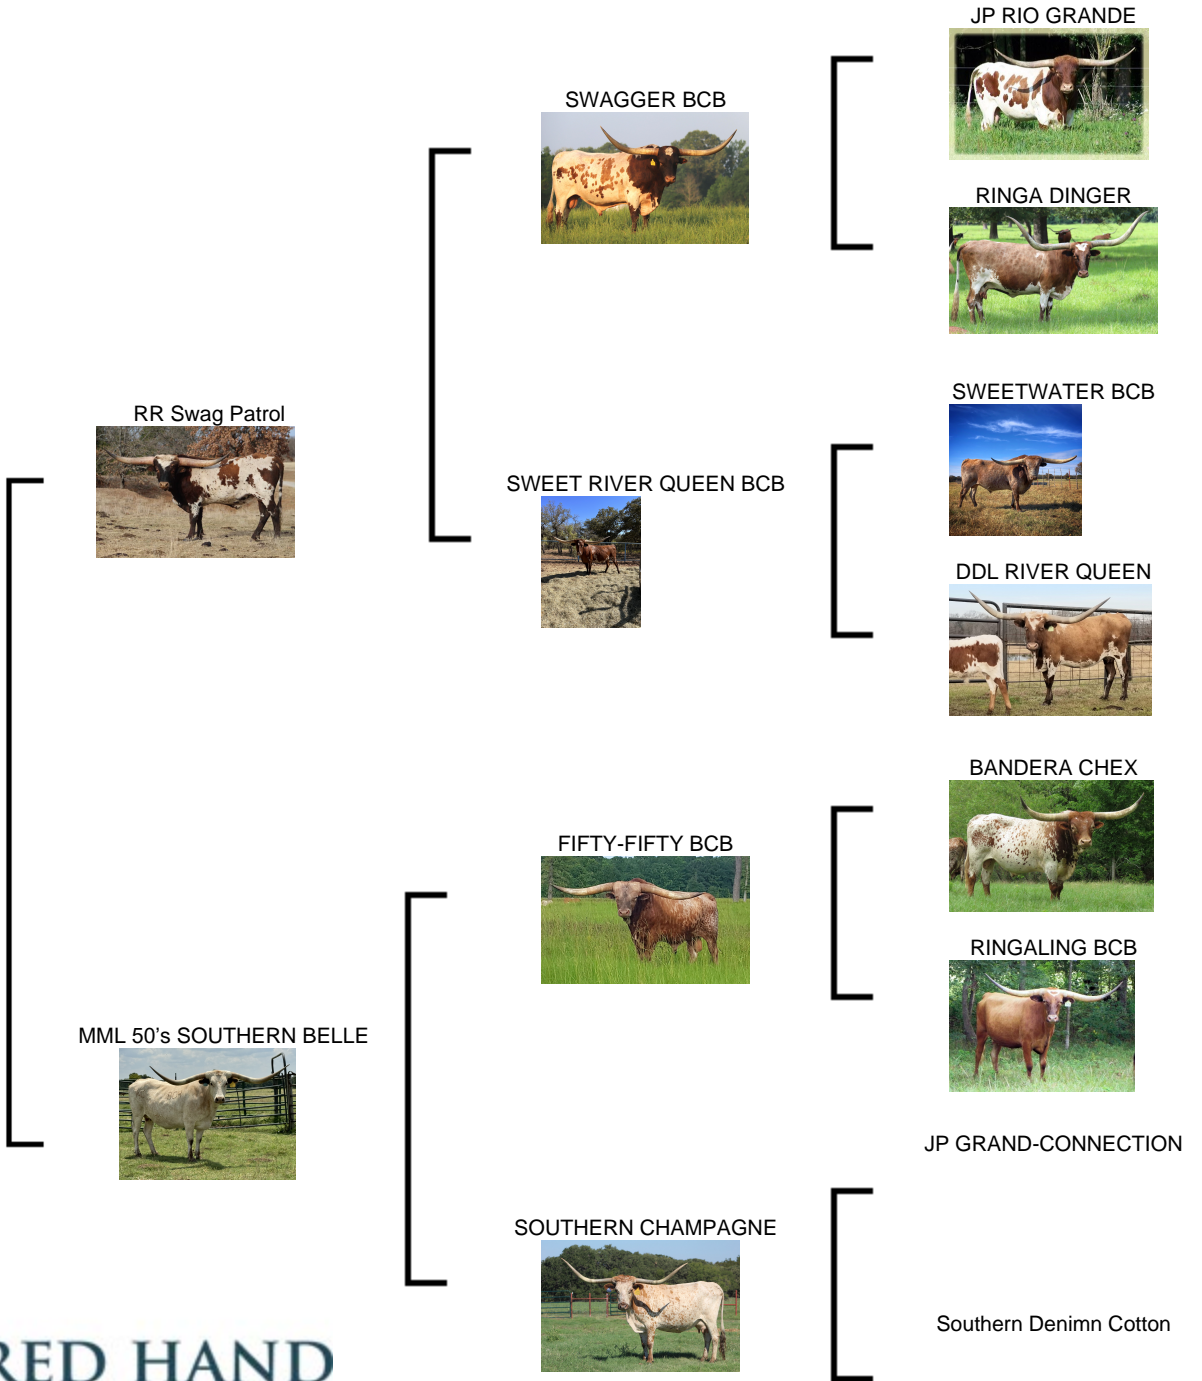 JP RIO GRANDE
SWAGGER BCB
RINGA DINGER
RR Swag Patrol
SWEETWATER BCB
SWEET RIVER QUEEN BCB
DDL RIVER QUEEN
BANDERA CHEX
FIFTY-FIFTY BCB
RINGALING BCB
MML 50's SOUTHERN BELLE
JP GRAND-CONNECTION
SOUTHERN CHAMPAGNE
Southern Denimn Cotton
RED HAND